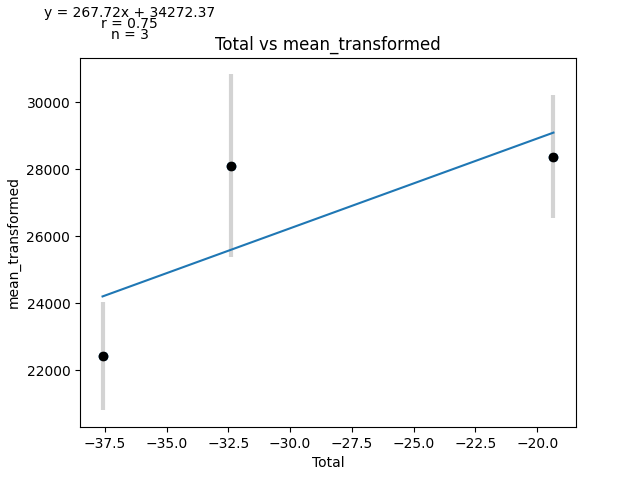 y = 267.72x + 34272.37
r = 0.75
n = 3
Total vs mean_transformed
mean_transformed
30000
28000
26000
24000
22000
−37.5 −35.0 −32.5 −30.0 −27.5 −25.0 −22.5 −20.0
Total